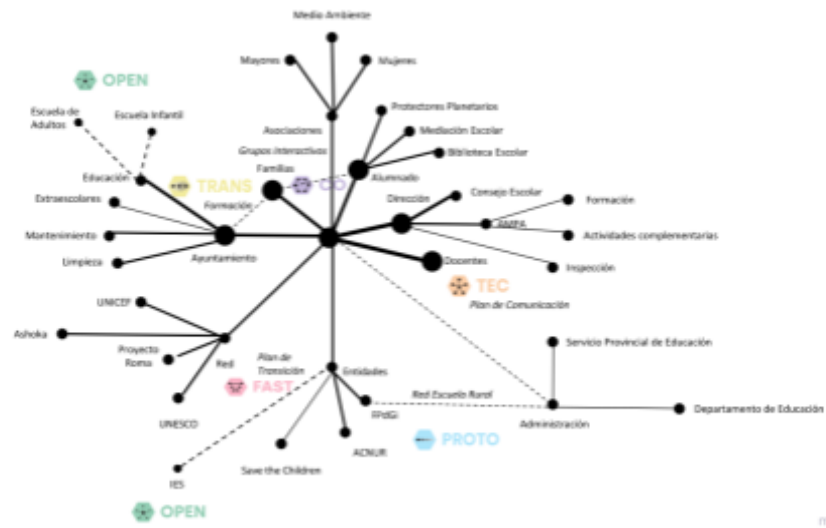 Medio Ambiente
Mayores
Mujeres
OPEN
Escuela de
Adultos
Escuela Infantil
Protectores Planetarios
Asociaciones
Mediación Escolar
Grupos Interactivos
Biblioteca Escolar
Familias
Alumnado
Educación
TRANS
CO
Extraescolares
Formación
Dirección
Consejo Escolar
Formación
AMPA
Mantenimiento
Actividades complementarias
Limpieza
Ayuntamiento
Docentes
Inspección
TEC
Plan de Comunicación
UNICEF
Ashoka
Proyecto
Roma
Red
Plan de
Transición
Entidades
Servicio Provincial de Educación
FAST
Red Escuela Rural
FPdGi
UNESCO
Administración
Departamento de Educación
PROTO
ACNUR
Save the Children
IES
OPEN